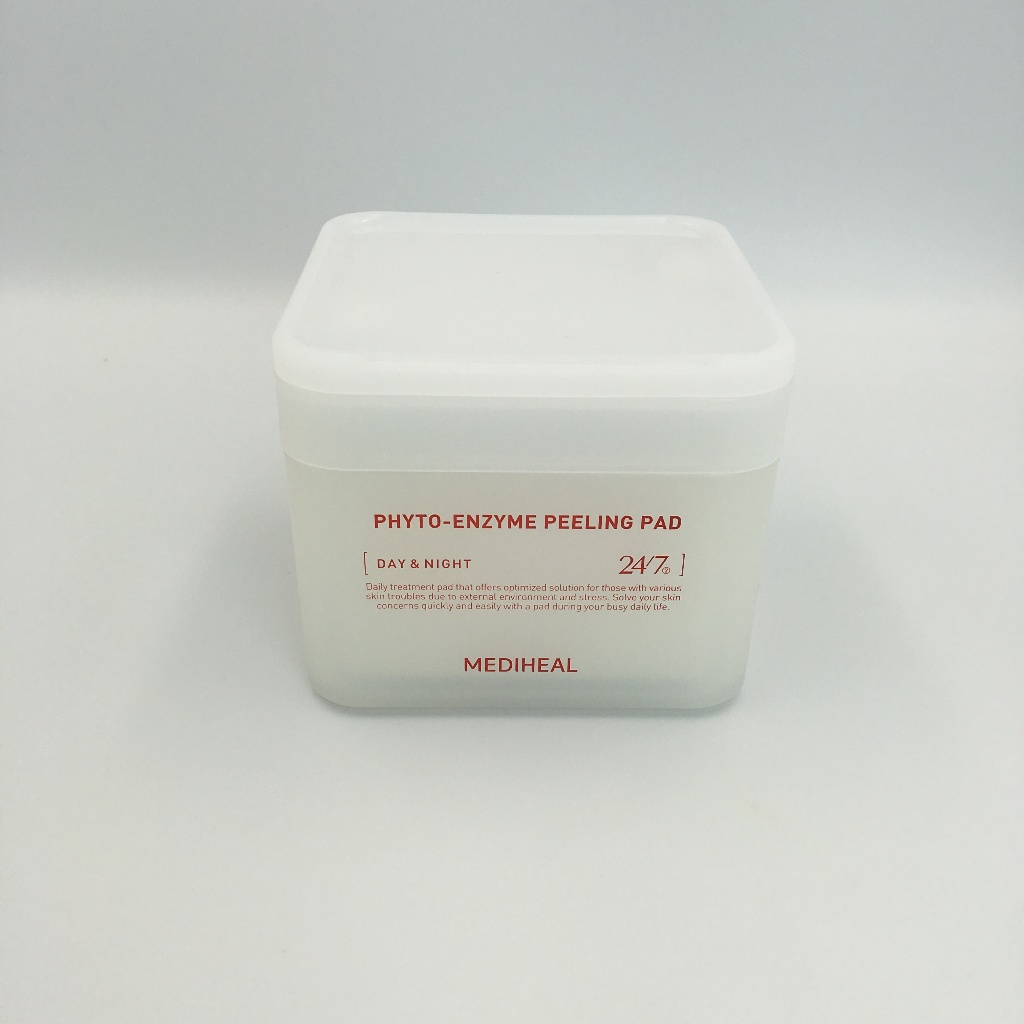 PHYTO-ENZYME PEELING PAD
[ DAY & NIGHT 24/7 ]
Daily treatment pad that offers optimized solution for those with various
skin troubles due to external environment and stress. Solve your skin
concerns quickly and easily with a pad during your busy daily life.
MEDIHEAL